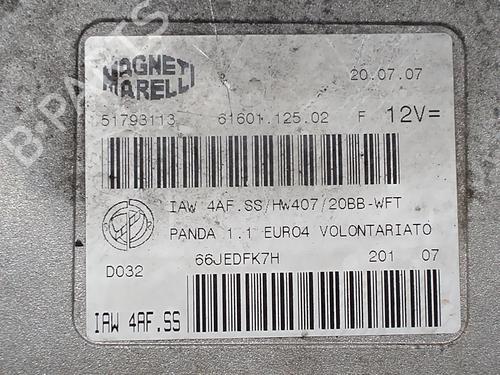 MAGNETI
MARELLI
20.07.07
51793113 61601.125.02 F 12V=
IAW 4AF.SS/HW407/20BB-WFT
PANDA 1.1 EURO4 VOLONTARIATO
D032 66JEDFK7H 201 07
IAW 4AF.SS
B-PARTS